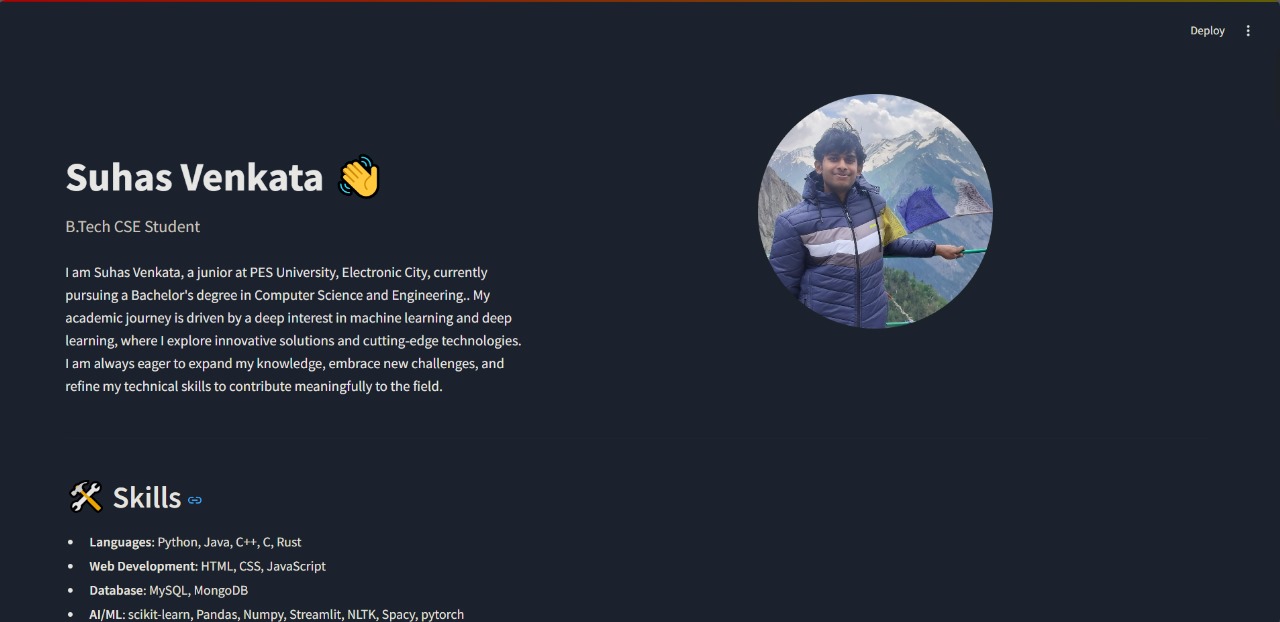 Deploy
Suhas Venkata 👋
B.Tech CSE Student
I am Suhas Venkata, a junior at PES University, Electronic City, currently
pursuing a Bachelor's degree in Computer Science and Engineering.. My
academic journey is driven by a deep interest in machine learning and deep
learning, where I explore innovative solutions and cutting-edge technologies.
I am always eager to expand my knowledge, embrace new challenges, and
refine my technical skills to contribute meaningfully to the field.
🛠️ Skills
• Languages: Python, Java, C++, C, Rust
• Web Development: HTML, CSS, JavaScript
• Database: MySQL, MongoDB
• AI/ML: scikit-learn, Pandas, Numpy, Streamlit, NLTK, Spacy, pytorch